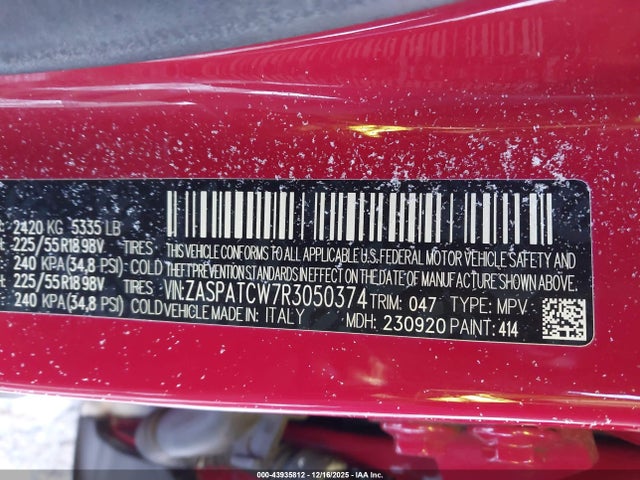 2420 KG 5335 LB
225/55R18 98V TIRES
240 KPA(34,8 PSI) COLD
225/55R18 98V TIRES
240 KPA(34,8 PSI) COLD
THIS VEHICLE CONFORMS TO ALL APPLICABLE U.S. FEDERAL MOTOR VEHICLE SAFETY AND
THEFT PREVENTION STANDARDS IN EFFECT ON THE DATE OF MANUFACTURE SHOWN ABOVE.
VIN:ZASPATCW7R3050374 TRIM: 047 TYPE: MPV
VEHICLE MADE IN: ITALY MDH: 230920 PAINT: 414
000-43935812 | 12/16/2025 | IAA Inc.